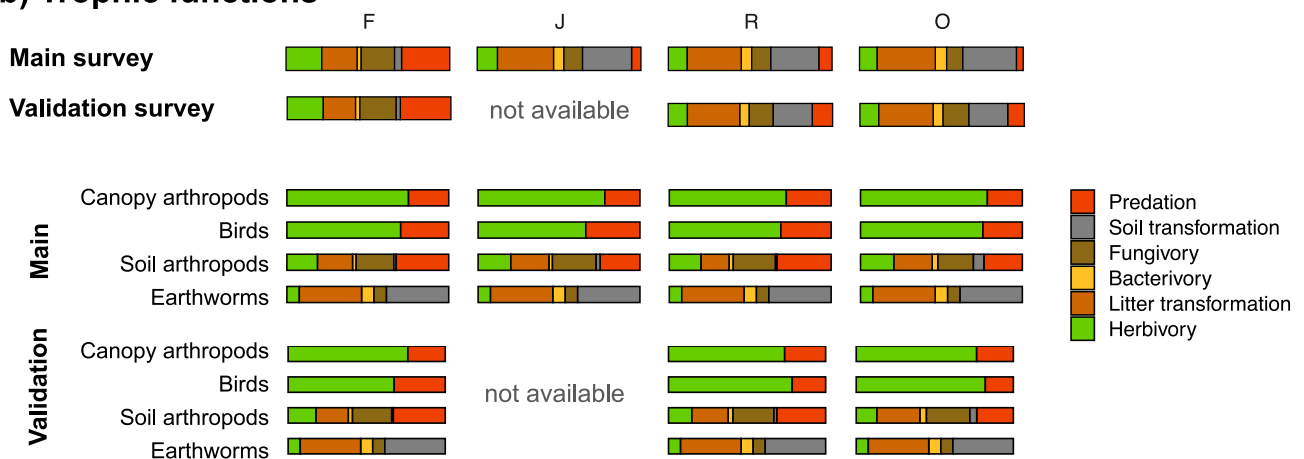 b) Trophic functions
F J R O
Main survey
Validation survey
not available
Main
Canopy arthropods
Birds
Soil arthropods
Earthworms
Validation
Canopy arthropods
Birds
Soil arthropods
Earthworms
not available
Predation
Soil transformation
Fungivory
Bacterivory
Litter transformation
Herbivory